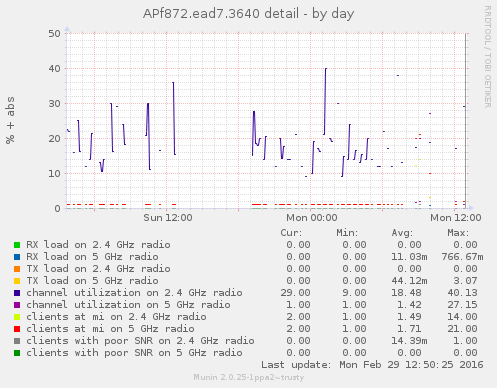 APf872.ead7.3640 detail - by day
RRDTOOL / TOBI OETIKER
% + abs
50
40
30
20
10
0
Sun 12:00 Mon 00:00 Mon 12:00
Cur: Min: Avg: Max:
RX load on 2.4 GHz radio 0.00 0.00 0.00 0.00
RX load on 5 GHz radio 0.00 0.00 11.03m 766.67m
TX load on 2.4 GHz radio 0.00 0.00 0.00 0.00
TX load on 5 GHz radio 0.00 0.00 44.12m 3.07
channel utilization on 2.4 GHz radio 29.00 9.00 18.48 40.13
channel utilization on 5 GHz radio 1.00 1.00 1.42 27.15
clients at mi on 2.4 GHz radio 2.00 1.00 1.49 14.00
clients at mi on 5 GHz radio 2.00 1.00 1.71 21.00
clients with poor SNR on 2.4 GHz radio 0.00 0.00 14.39m 1.00
clients with poor SNR on 5 GHz radio 0.00 0.00 0.00 0.00
Last update: Mon Feb 29 12:50:25 2016
Munin 2.0.25-1ppa2~trusty